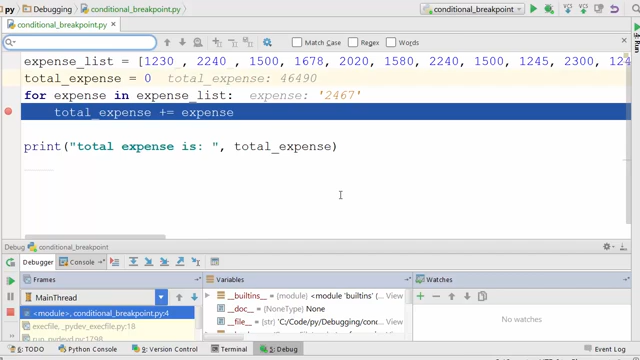 py Debugging conditional_breakpoint.py conditional_breakpoint
conditional_breakpoint.py
Match Case Regex Words
expense_list = [1230 , 2240 , 1500, 1678, 2020, 1580, 2240, 1500, 1245, 2300, 124
total_expense = 0 total_expense: 46490
for expense in expense_list: expense: '2467'
total_expense += expense
print("total expense is: ", total_expense)
4: Run
Debug conditional_breakpoint
Debugger Console
Frames Variables Watches
MainThread
<module>, conditional_breakpoint.py:4
execfile, _pydev_execfile.py:18
__builtins__ = {module} <module 'builtins' View
__doc__ = {NoneType} None
__file__ = {str} 'C:/Code/py/Debugging/con View
No watches
6: TODO Python Console 9: Version Control Terminal 5: Debug Event Log